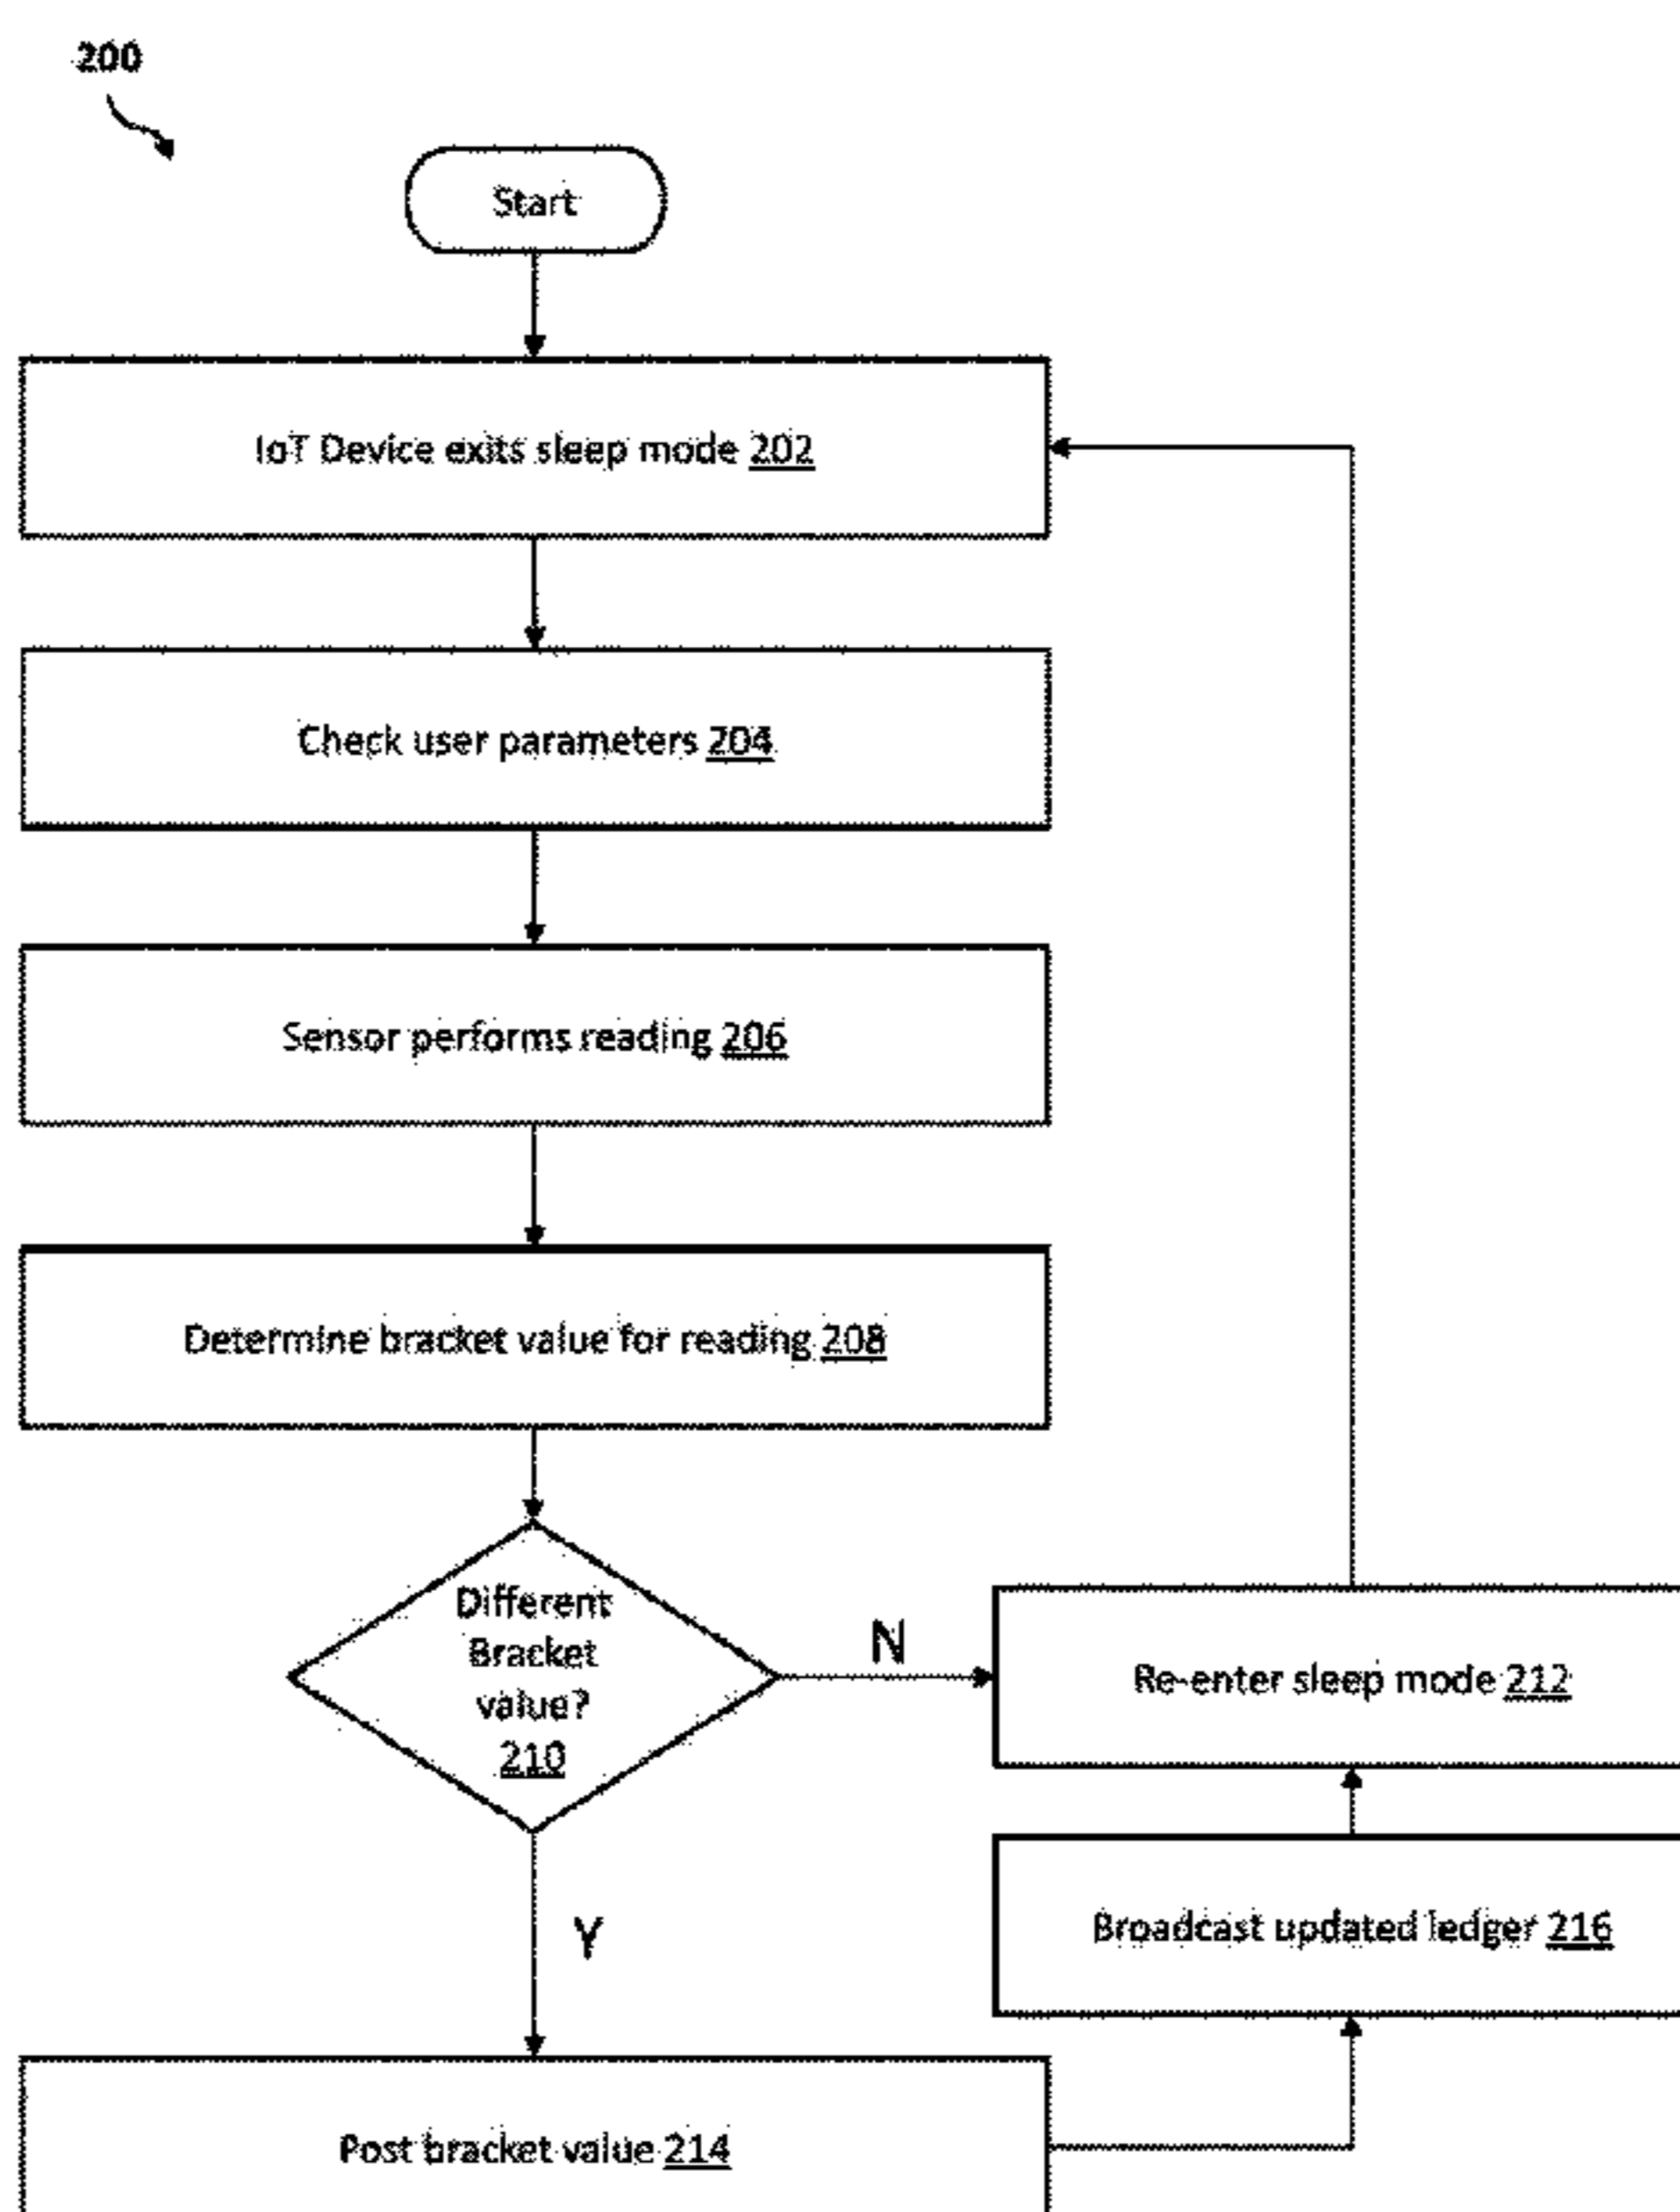 200
Start
IoT Device exits sleep mode 202
Check user parameters 204
Sensor performs reading 206
Determine bracket value for reading 208
Different
Bracket
value?
210
N
Re-enter sleep mode 212
Y
Broadcast updated ledger 216
Post bracket value 214